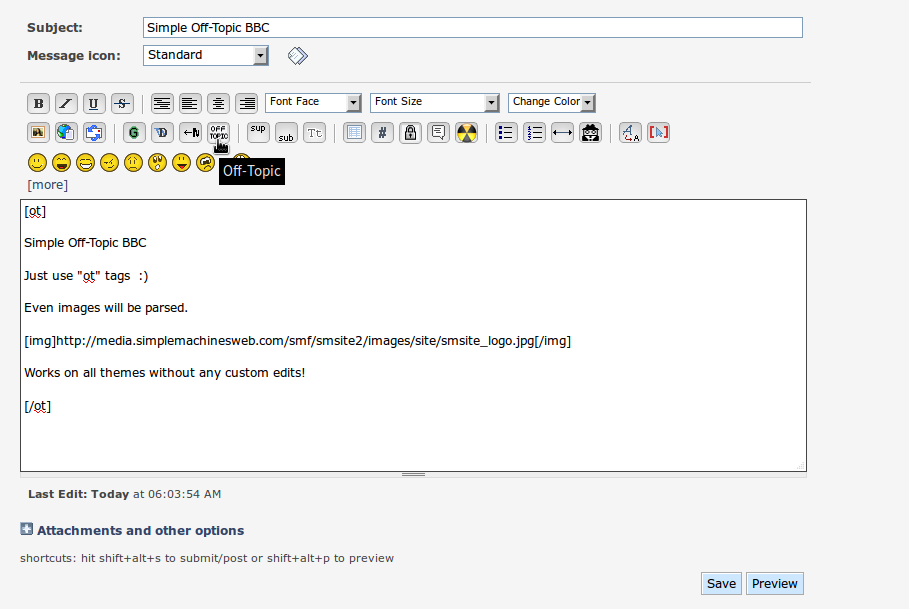 Subject: Simple Off-Topic BBC
Message icon: Standard
B I U S Font Face Font Size Change Color
G D N OFF TOPIC sup sub Tt # A A
Off-Topic
[more]
[ot]
Simple Off-Topic BBC
Just use "ot" tags :)
Even images will be parsed.
[img]http://media.simplemachinesweb.com/smf/smsite2/images/site/smsite_logo.jpg[/img]
Works on all themes without any custom edits!
[/ot]
Last Edit: Today at 06:03:54 AM
Attachments and other options
shortcuts: hit shift+alt+s to submit/post or shift+alt+p to preview
Save Preview